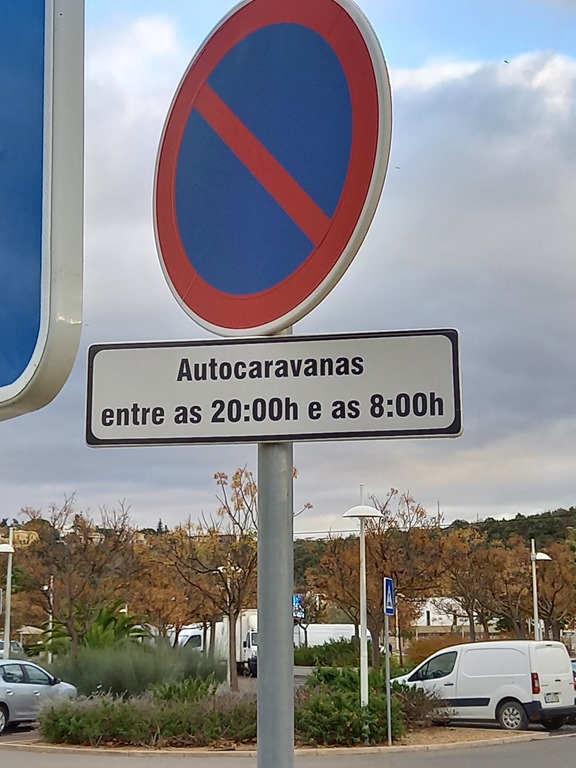 Autocaravanas
entre as 20:00h e as 8:00h